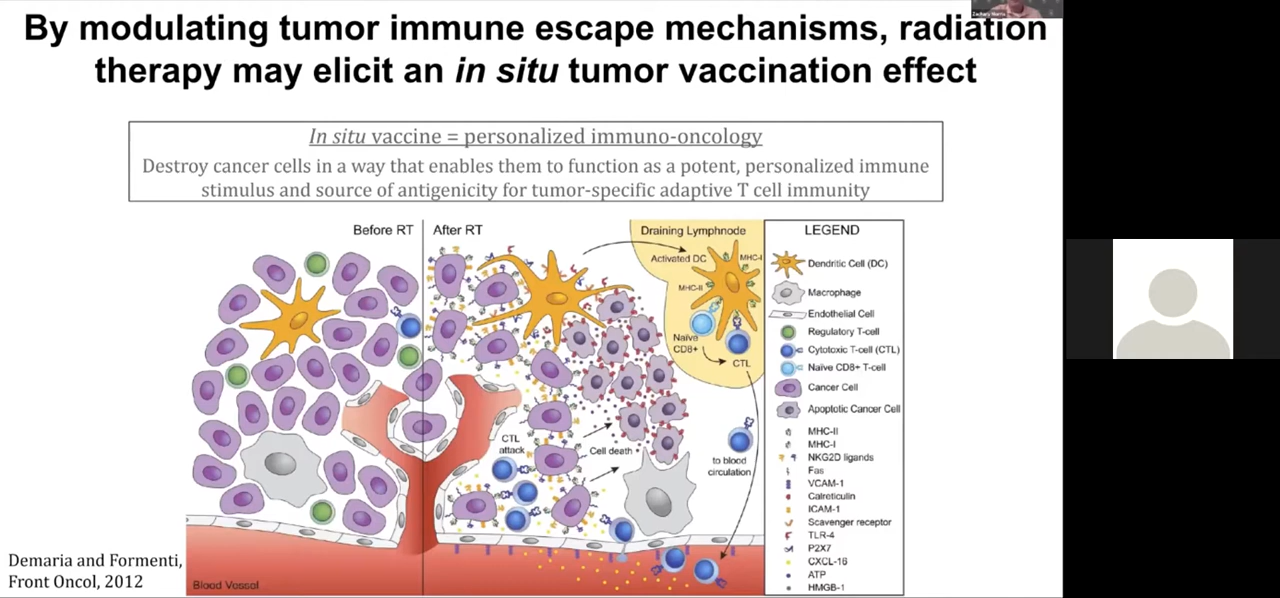 By modulating tumor immune escape mechanisms, radiation
therapy may elicit an in situ tumor vaccination effect
In situ vaccine = personalized immuno-oncology
Destroy cancer cells in a way that enables them to function as a potent, personalized immune
stimulus and source of antigenicity for tumor-specific adaptive T cell immunity
Before RT
After RT
Draining Lymphnode
Activated DC
MHC-I
MHC-II
Naïve
CD8+
CTL
CTL
attack
Cell death
to blood
circulation
Blood Vessel
LEGEND
Dendritic Cell (DC)
Macrophage
Endothelial Cell
Regulatory T-cell
Cytotoxic T-cell (CTL)
Naïve CD8+ T-cell
Cancer Cell
Apoptotic Cancer Cell
MHC-II
MHC-I
NKG2D ligands
Fas
VCAM-1
Calreticulin
ICAM-1
Scavenger receptor
TLR-4
P2X7
CXCL-16
ATP
HMGB-1
Demaria and Formenti,
Front Oncol, 2012